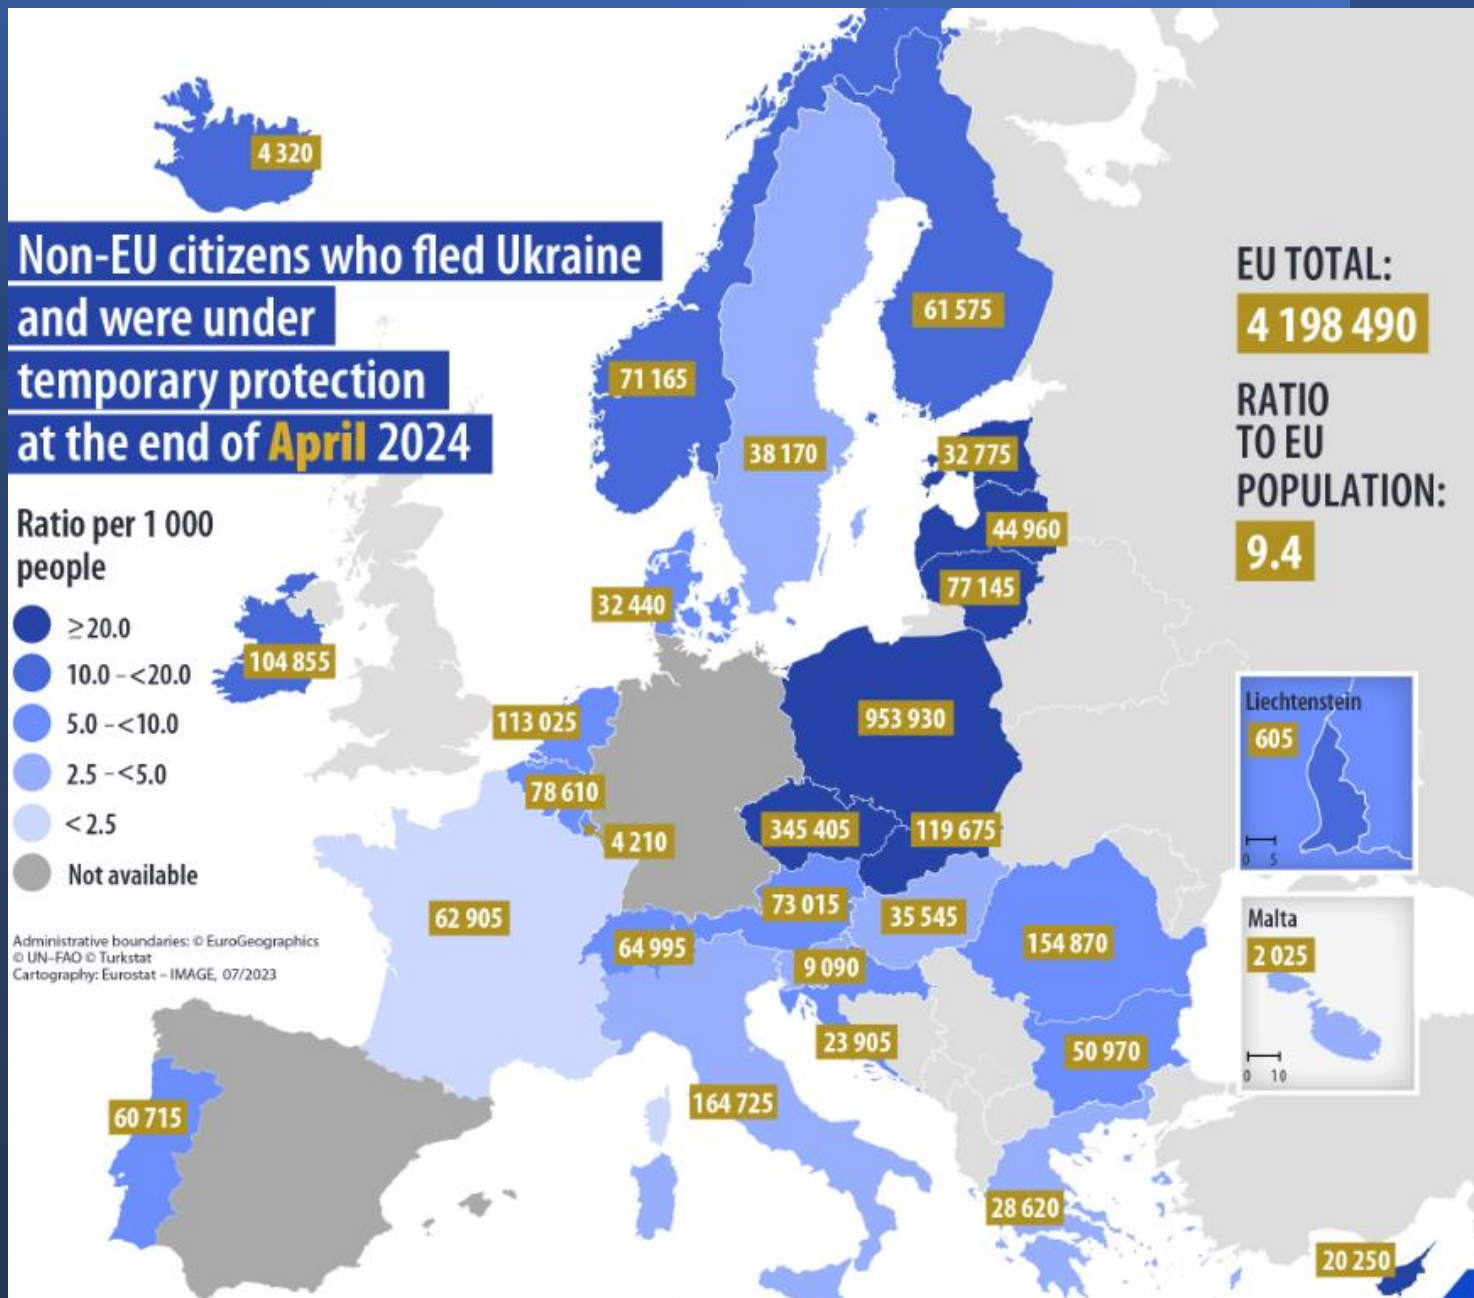 4 320
Non-EU citizens who fled Ukraine
and were under
temporary protection
at the end of April 2024
EU TOTAL:
4 198 490
RATIO
TO EU
POPULATION:
9.4
Ratio per 1 000
people
≥20.0
10.0 – <20.0
5.0 – <10.0
2.5 – <5.0
< 2.5
Not available
Administrative boundaries: © EuroGeographics
© UN–FAO © Turkstat
Cartography: Eurostat – IMAGE, 07/2023
61 575
71 165
38 170
32 775
44 960
77 145
32 440
104 855
113 025
953 930
78 610
345 405
119 675
4 210
73 015
62 905
35 545
64 995
154 870
9 090
23 905
50 970
164 725
60 715
28 620
20 250
Liechtenstein
605
0 5
Malta
2 025
0 10